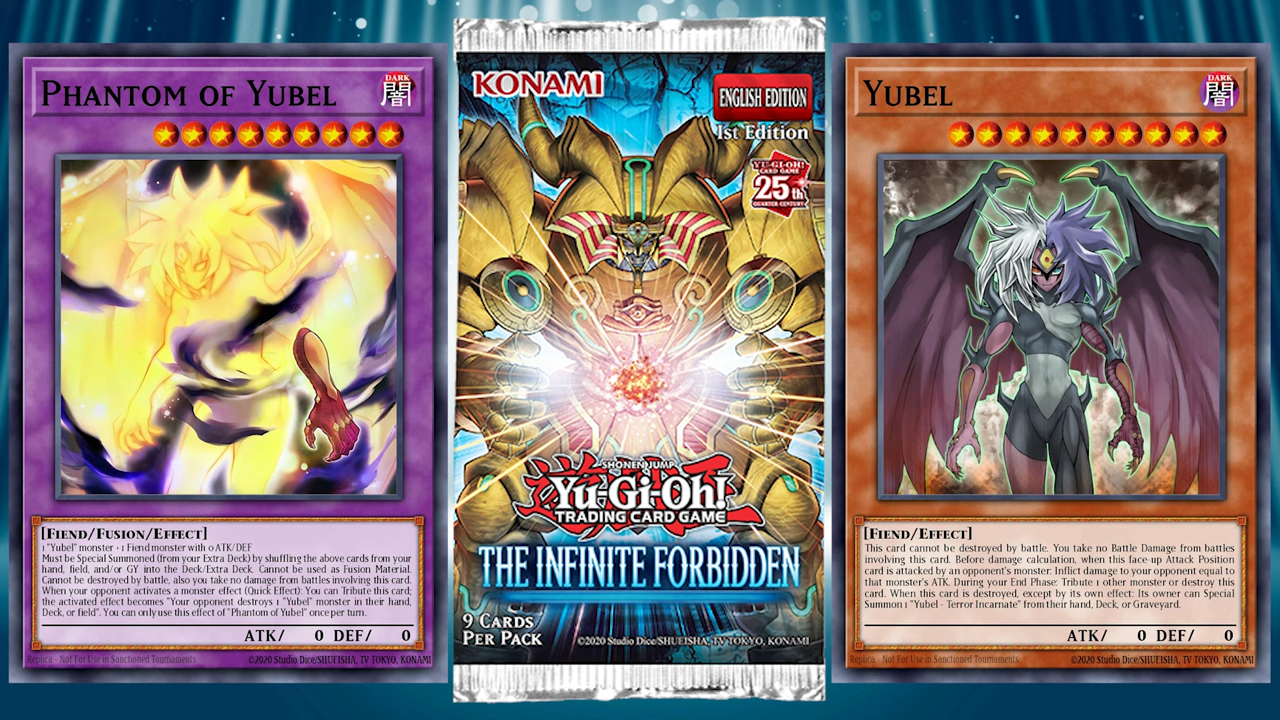 PHANTOM OF YUBEL
DARK
闇
[FIEND/FUSION/EFFECT]
1 "Yubel" monster + 1 Fiend monster with 0 ATK/DEF
Must be Special Summoned (from your Extra Deck) by shuffling the above cards from your
hand, field, and/or GY into the Deck/Extra Deck. Cannot be used as Fusion Material.
Cannot be destroyed by battle, also you take no damage from battles involving this card.
When your opponent activates a monster effect (Quick Effect): You can Tribute this card;
the activated effect becomes "Your opponent destroys 1 "Yubel" monster in their hand,
Deck, or field". You can only use this effect of "Phantom of Yubel" once per turn.
ATK/ 0 DEF/ 0
Replica - Not For Use in Sanctioned Tournaments
©2020 Studio Dice/SHUEISHA, TV TOKYO, KONAMI
KONAMI
ENGLISH EDITION
1st Edition
YU-GI-OH!
CARD GAME
25th
QUARTER CENTURY
遊戯王
SHONEN JUMP
Yu-Gi-Oh!
TRADING CARD GAME
THE INFINITE FORBIDDEN
9 CARDS
PER PACK
©2020 Studio Dice/SHUEISHA, TV TOKYO, KONAMI
YUBEL
DARK
闇
[FIEND/EFFECT]
This card cannot be destroyed by battle. You take no Battle Damage from battles
involving this card. Before damage calculation, when this face-up Attack Position
card is attacked by an opponent's monster: Inflict damage to your opponent equal to
that monster's ATK. During your End Phase: Tribute 1 other monster or destroy this
card. When this card is destroyed, except by its own effect: Its owner can Special
Summon 1 "Yubel - Terror Incarnate" from their hand, Deck, or Graveyard.
ATK/ 0 DEF/ 0
Replica - Not For Use in Sanctioned Tournaments
©2020 Studio Dice/SHUEISHA, TV TOKYO, KONAMI